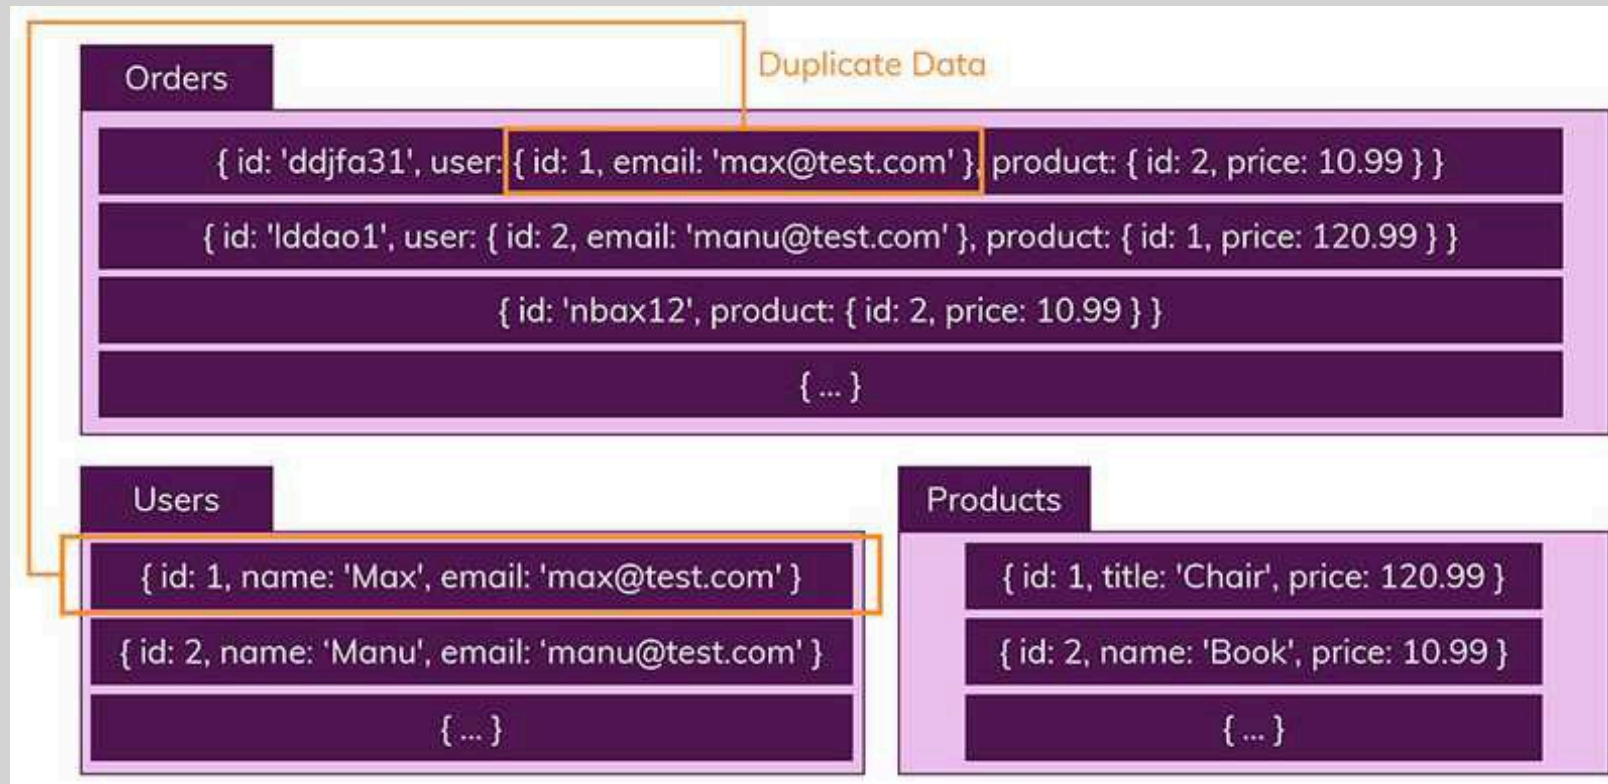 Duplicate Data
Orders
{ id: 'ddjfa31', user: { id: 1, email: 'max@test.com' }, product: { id: 2, price: 10.99 } }
{ id: 'lddao1', user: { id: 2, email: 'manu@test.com' }, product: { id: 1, price: 120.99 } }
{ id: 'nbax12', product: { id: 2, price: 10.99 } }
{ ... }
Users
{ id: 1, name: 'Max', email: 'max@test.com' }
{ id: 2, name: ‘Manu', email: ‘manu@test.com' }
{ ... }
Products
{ id: 1, title: 'Chair', price: 120.99 }
{ id: 2, name: 'Book', price: 10.99 }
{ ... }